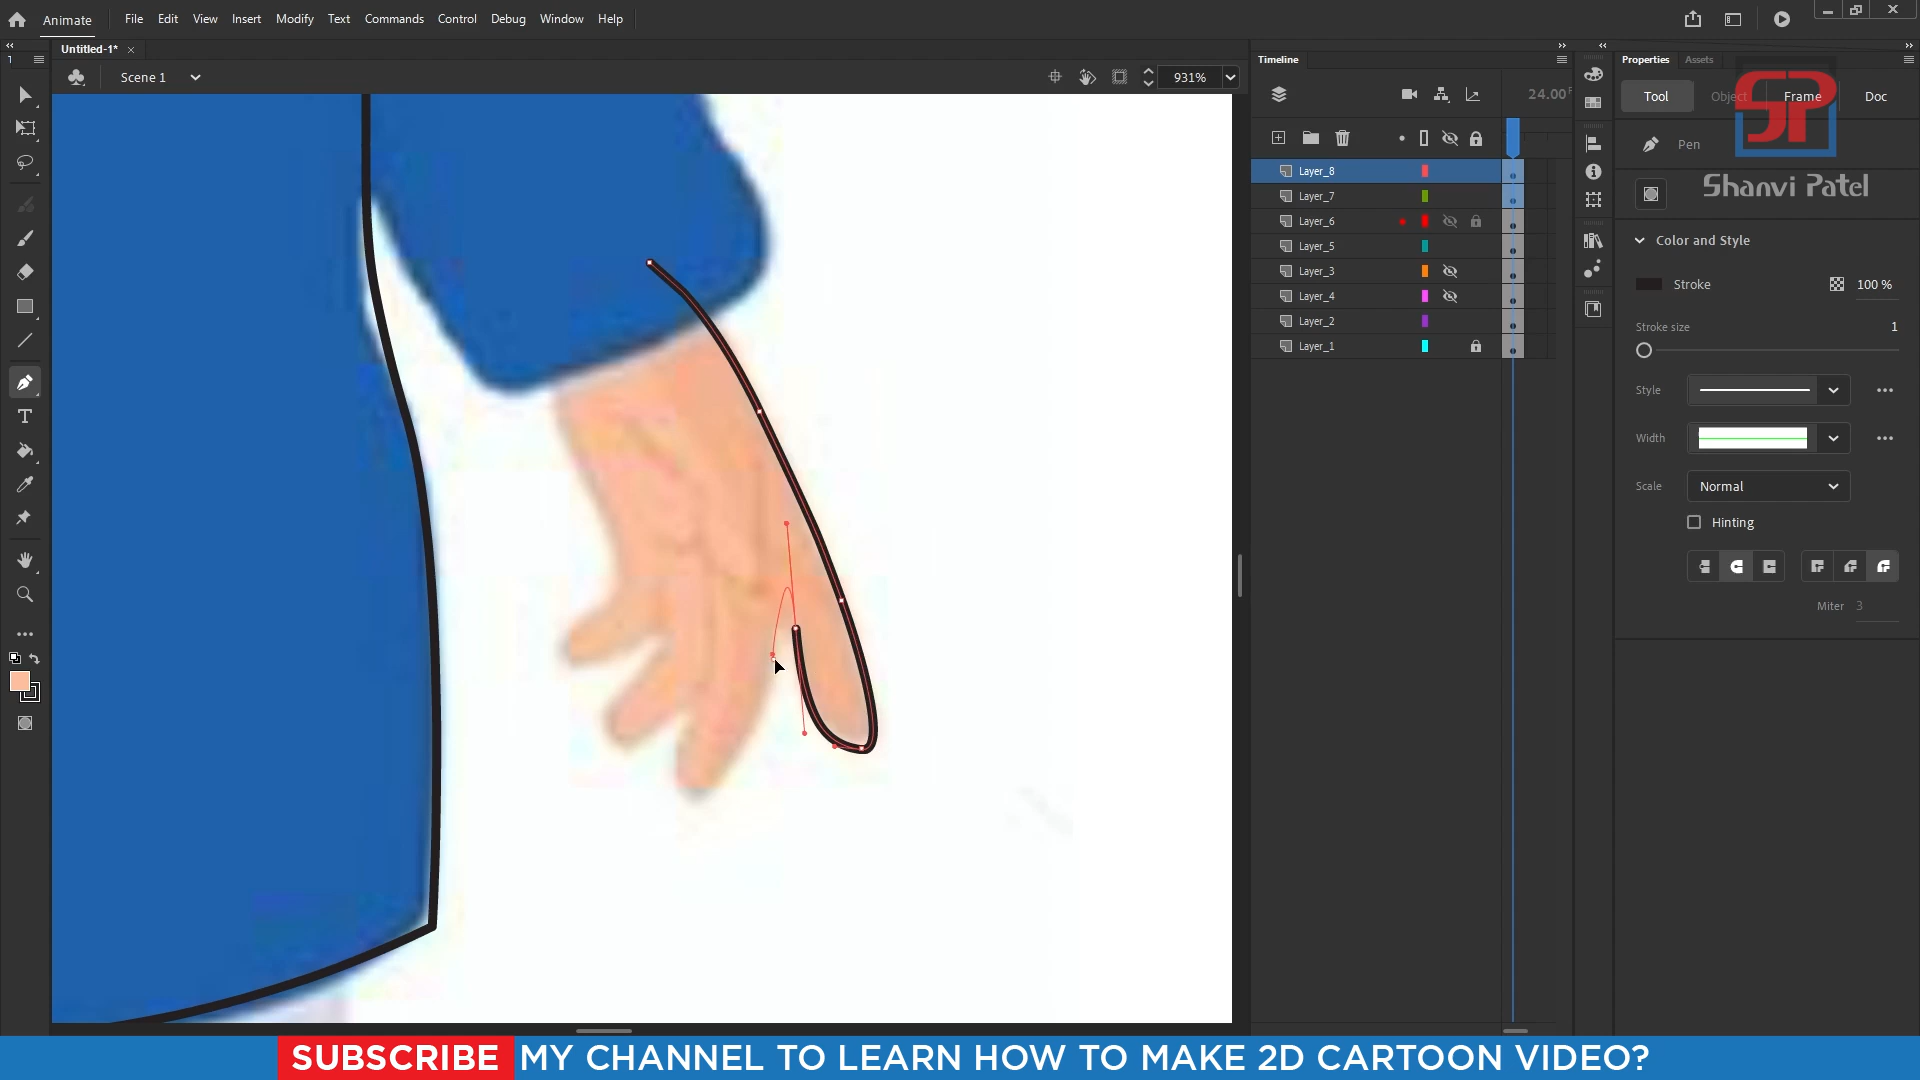 Animate File Edit View Insert Modify Text Commands Control Debug Window Help
Untitled-1*
Scene 1
931%
Timeline
24.00
Layer_8
Layer_7
Layer_6
Layer_5
Layer_3
Layer_4
Layer_2
Layer_1
Properties Assets
Tool Object Frame Doc
SP
Pen
Shanvi Patel
Color and Style
Stroke 100 %
Stroke size 1
Style
Width
Scale Normal
Hinting
Miter 3
SUBSCRIBE MY CHANNEL TO LEARN HOW TO MAKE 2D CARTOON VIDEO?